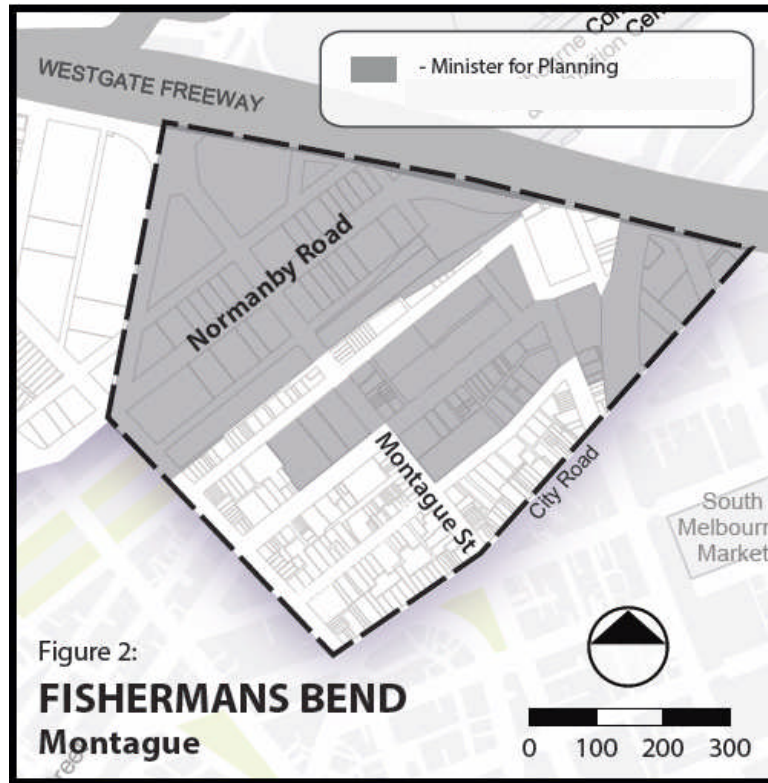 WESTGATE FREEWAY
- Minister for Planning
Normanby Road
Montague St
City Road
South
Melbourne
Market
Figure 2:
FISHERMANS BEND
Montague
0 100 200 300